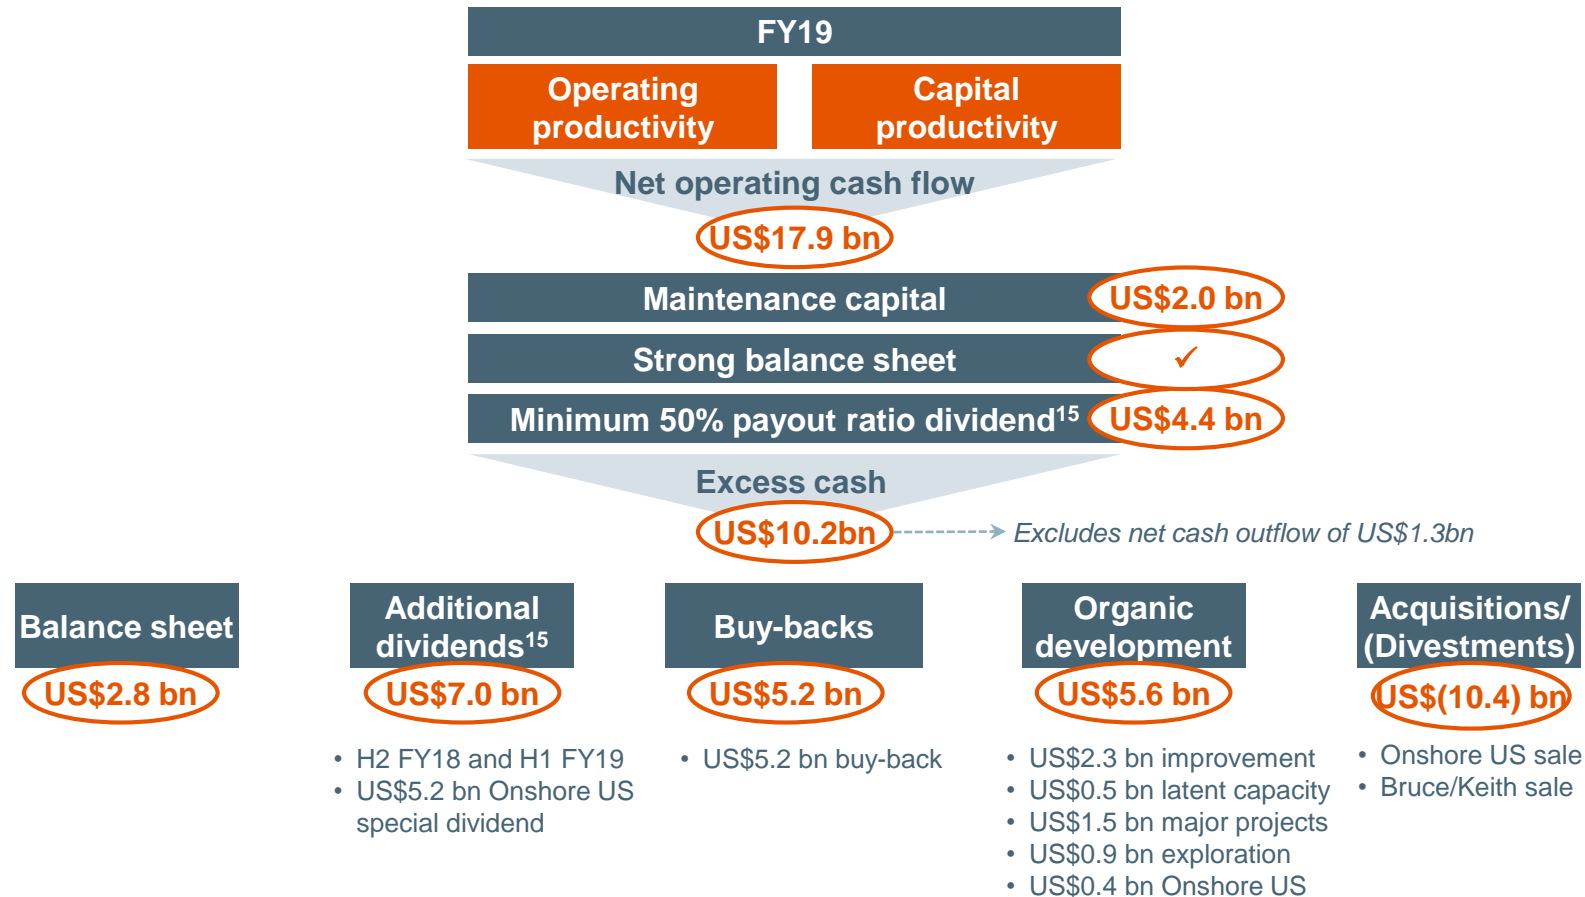 FY19
Operating
productivity
Capital
productivity
Net operating cash flow
US$17.9 bn
Maintenance capital
US$2.0 bn
Strong balance sheet
✓
Minimum 50% payout ratio dividend¹⁵
US$4.4 bn
Excess cash
US$10.2bn
Excludes net cash outflow of US$1.3bn
Balance sheet
US$2.8 bn
Additional
dividends¹⁵
US$7.0 bn
• H2 FY18 and H1 FY19
• US$5.2 bn Onshore US
special dividend
Buy-backs
US$5.2 bn
• US$5.2 bn buy-back
Organic
development
US$5.6 bn
• US$2.3 bn improvement
• US$0.5 bn latent capacity
• US$1.5 bn major projects
• US$0.9 bn exploration
• US$0.4 bn Onshore US
Acquisitions/
(Divestments)
US$(10.4) bn
• Onshore US sale
• Bruce/Keith sale